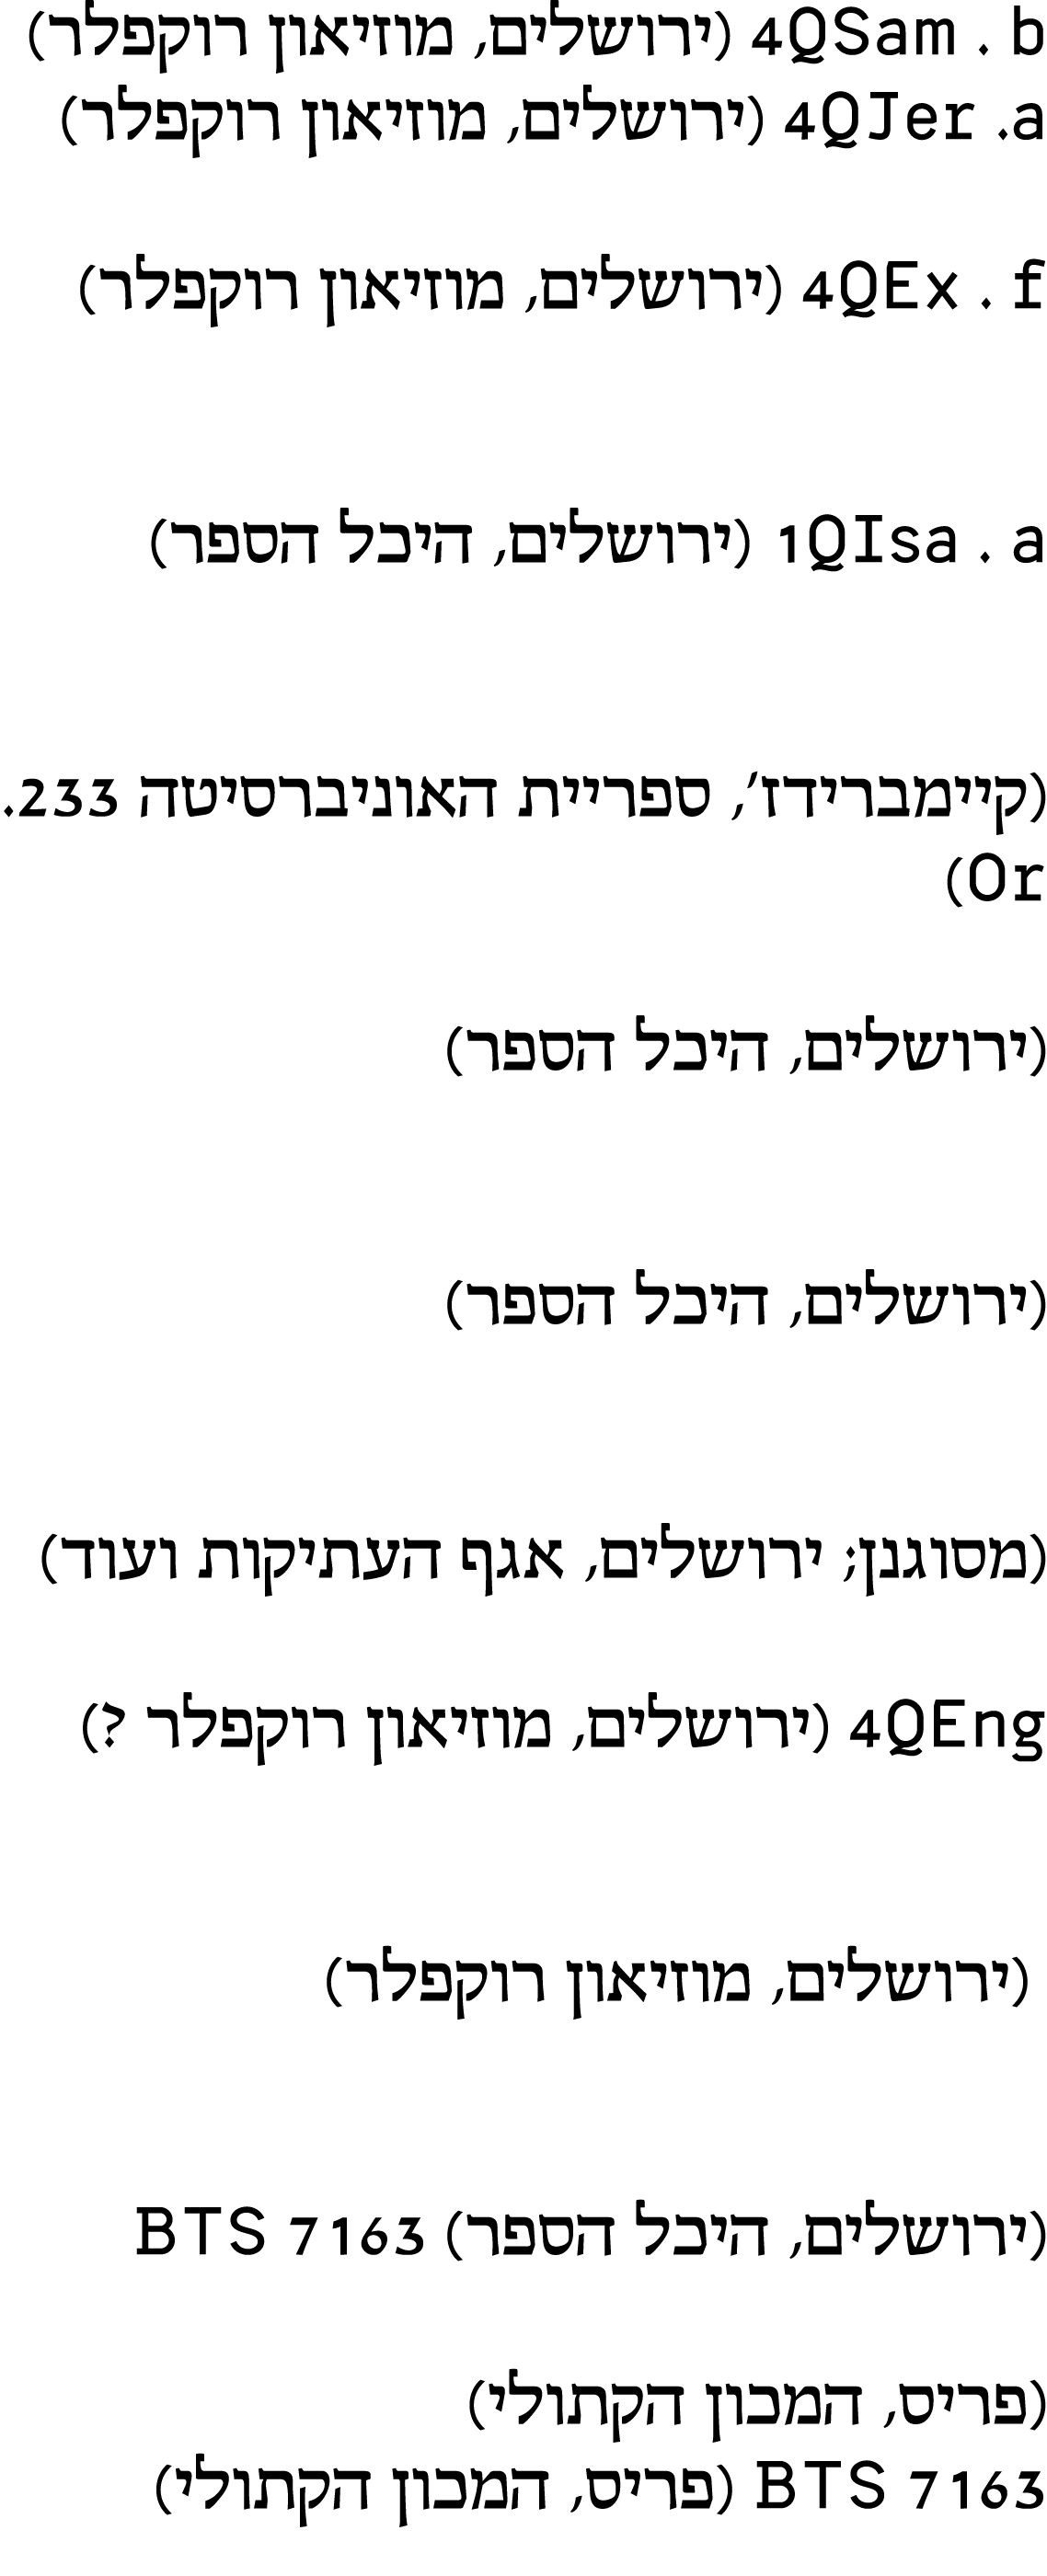 4QSam . b (ירושלים, מוזיאון רוקפלר)
4QJer .a (ירושלים, מוזיאון רוקפלר)
4QEx . f (ירושלים, מוזיאון רוקפלר)
1QIsa . a (ירושלים, היכל הספר)
(קיימברידז', ספריית האוניברסיטה 233.
Or)
(ירושלים, היכל הספר)
(ירושלים, היכל הספר)
(מסוגנן; ירושלים, אגף העתיקות ועוד)
4QEng (ירושלים, מוזיאון רוקפלר ?)
(ירושלים, מוזיאון רוקפלר)
(ירושלים, היכל הספר) BTS 7163
(פריס, המכון הקתולי)
BTS 7163 (פריס, המכון הקתולי)